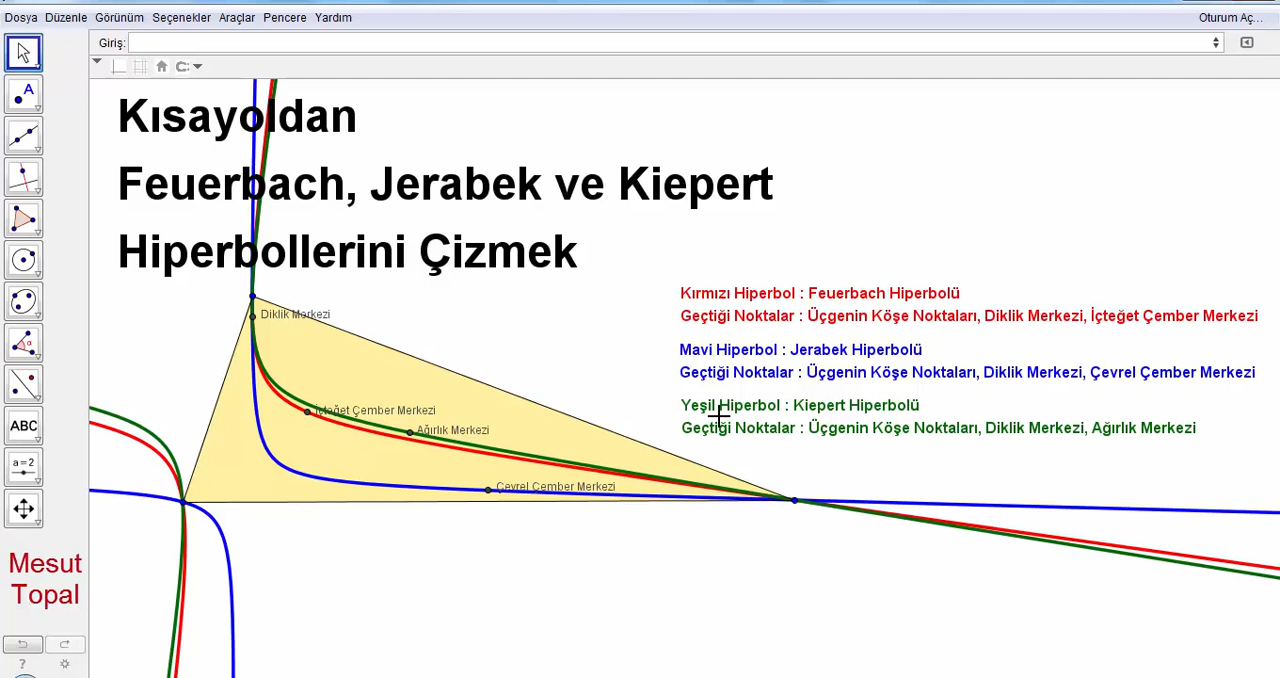 Dosya Düzenle Görünüm Seçenekler Araçlar Pencere Yardım Oturum Aç...
Giriş:
Kısayoldan
Feuerbach, Jerabek ve Kiepert
Hiperbollerini Çizmek
Kırmızı Hiperbol : Feuerbach Hiperbolü
Geçtiği Noktalar : Üçgenin Köşe Noktaları, Diklik Merkezi, İçteğet Çember Merkezi
Mavi Hiperbol : Jerabek Hiperbolü
Geçtiği Noktalar : Üçgenin Köşe Noktaları, Diklik Merkezi, Çevrel Çember Merkezi
Yeşil Hiperbol : Kiepert Hiperbolü
Geçtiği Noktalar : Üçgenin Köşe Noktaları, Diklik Merkezi, Ağırlık Merkezi
Diklik Merkezi
İçteğet Çember Merkezi
Ağırlık Merkezi
Çevrel Çember Merkezi
A
α
ABC
a=2
Mesut
Topal
?